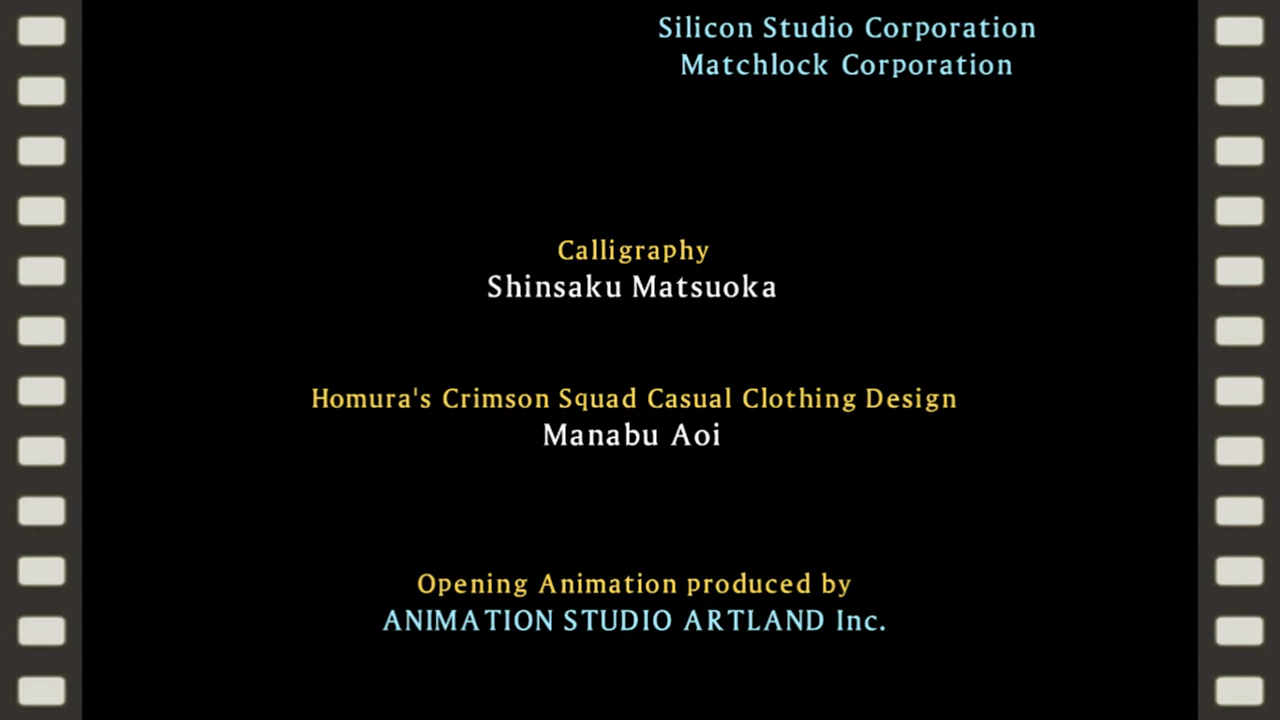 Silicon Studio Corporation
Matchlock Corporation
Calligraphy
Shinsaku Matsuoka
Homura's Crimson Squad Casual Clothing Design
Manabu Aoi
Opening Animation produced by
ANIMATION STUDIO ARTLAND Inc.